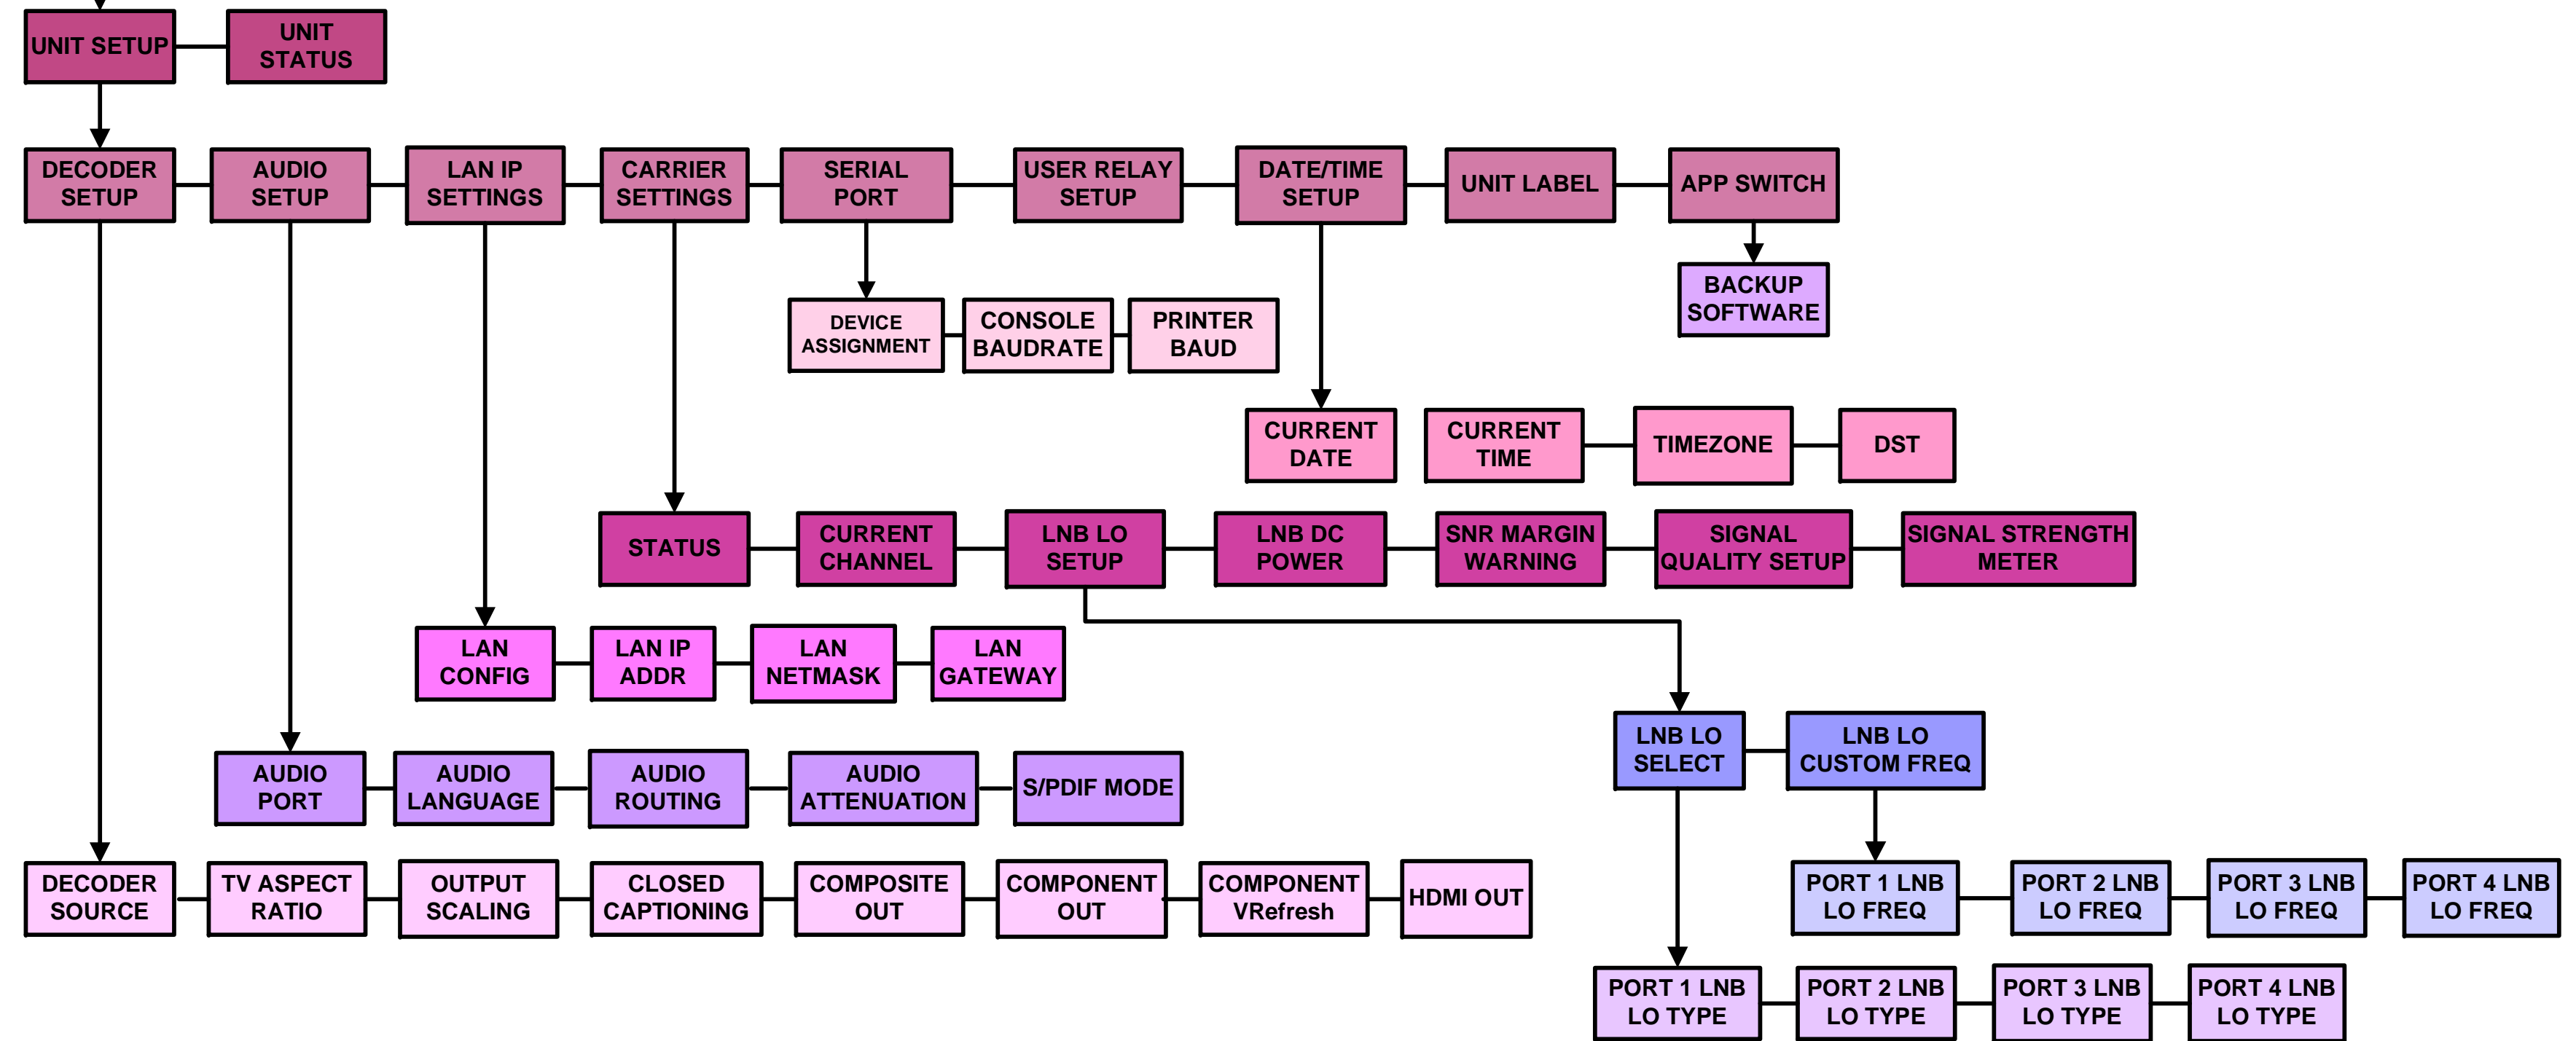 UNIT SETUP
UNIT
STATUS
DECODER
SETUP
AUDIO
SETUP
LAN IP
SETTINGS
CARRIER
SETTINGS
SERIAL
PORT
USER RELAY
SETUP
DATE/TIME
SETUP
UNIT LABEL
APP SWITCH
BACKUP
SOFTWARE
DEVICE
ASSIGNMENT
CONSOLE
BAUDRATE
PRINTER
BAUD
CURRENT
DATE
CURRENT
TIME
TIMEZONE
DST
STATUS
CURRENT
CHANNEL
LNB LO
SETUP
LNB DC
POWER
SNR MARGIN
WARNING
SIGNAL
QUALITY SETUP
SIGNAL STRENGTH
METER
LAN
CONFIG
LAN IP
ADDR
LAN
NETMASK
LAN
GATEWAY
LNB LO
SELECT
LNB LO
CUSTOM FREQ
AUDIO
PORT
AUDIO
LANGUAGE
AUDIO
ROUTING
AUDIO
ATTENUATION
S/PDIF MODE
DECODER
SOURCE
TV ASPECT
RATIO
OUTPUT
SCALING
CLOSED
CAPTIONING
COMPOSITE
OUT
COMPONENT
OUT
COMPONENT
VRefresh
HDMI OUT
PORT 1 LNB
LO FREQ
PORT 2 LNB
LO FREQ
PORT 3 LNB
LO FREQ
PORT 4 LNB
LO FREQ
PORT 1 LNB
LO TYPE
PORT 2 LNB
LO TYPE
PORT 3 LNB
LO TYPE
PORT 4 LNB
LO TYPE